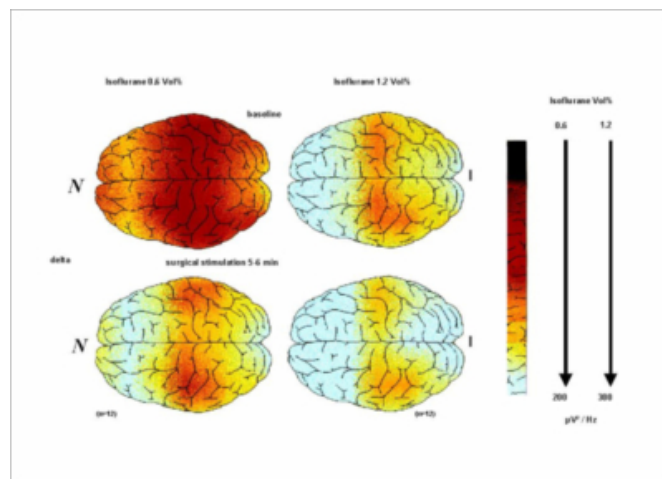 Isoflurane 0.6 Vol%
Isoflurane 1.2 Vol%
baseline
Isoflurane Vol%
0.6
1.2
N
I
delta
surgical stimulation 5-6 min
N
I
(n=12)
(n=12)
200
300
µV² / Hz